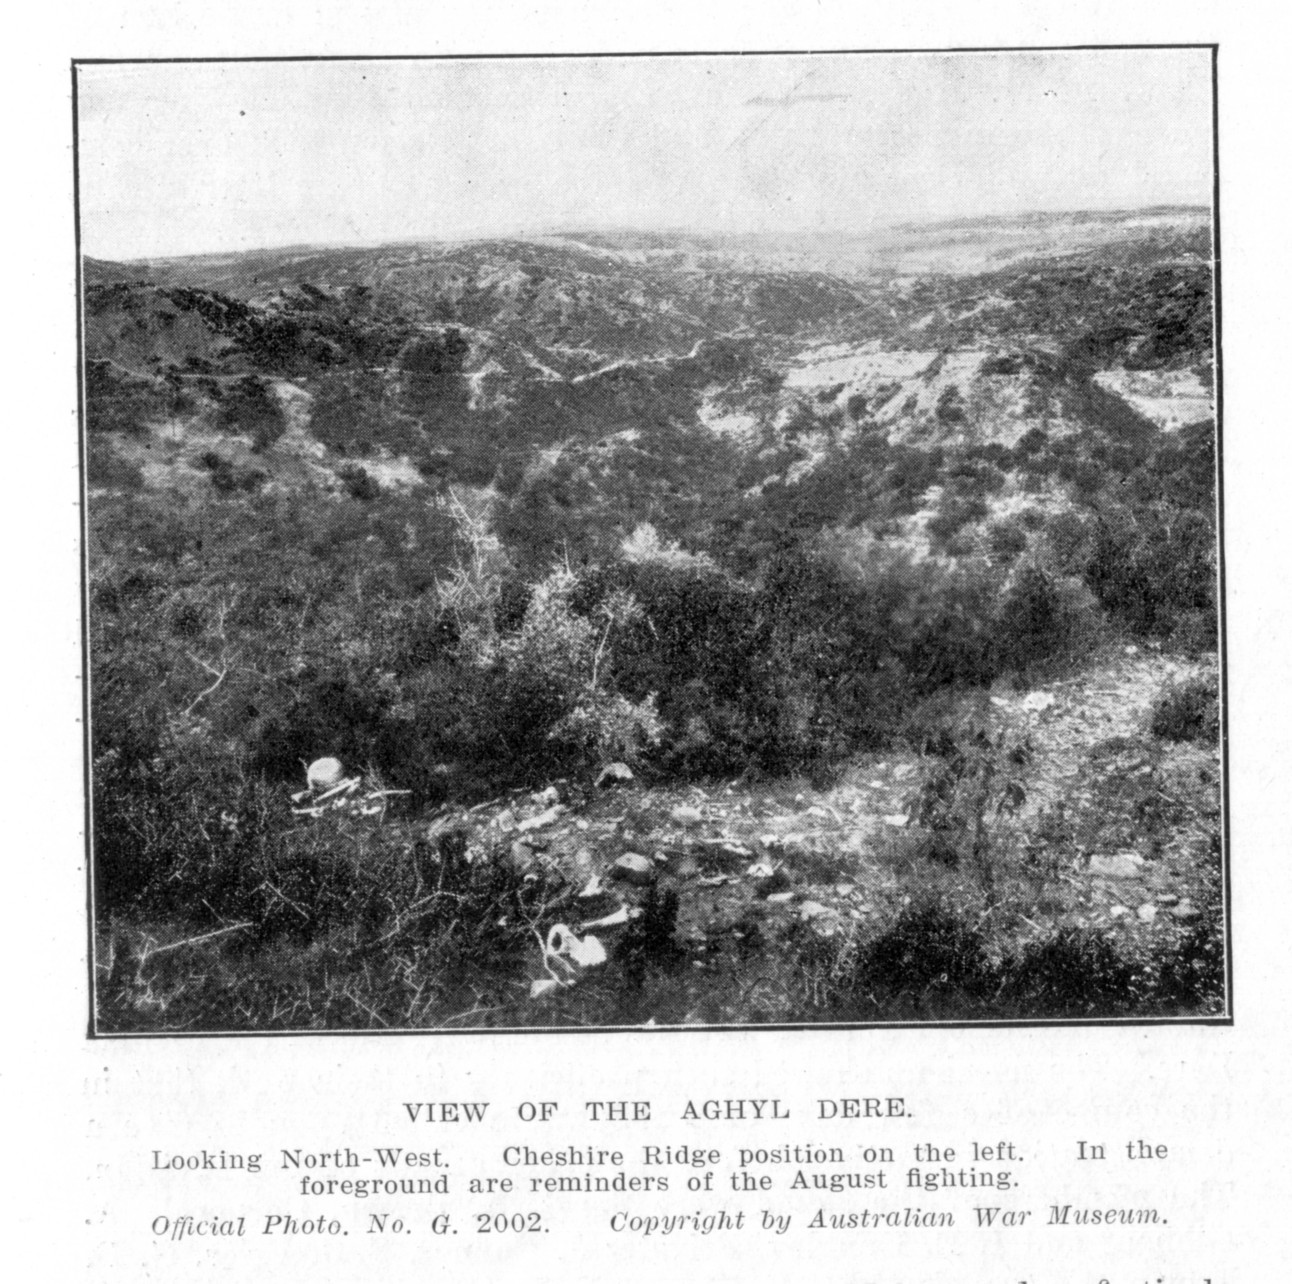 VIEW OF THE AGHYL DERE.
Looking North-West. Cheshire Ridge position on the left. In the
foreground are reminders of the August fighting.
Official Photo. No. G. 2002. Copyright by Australian War Museum.